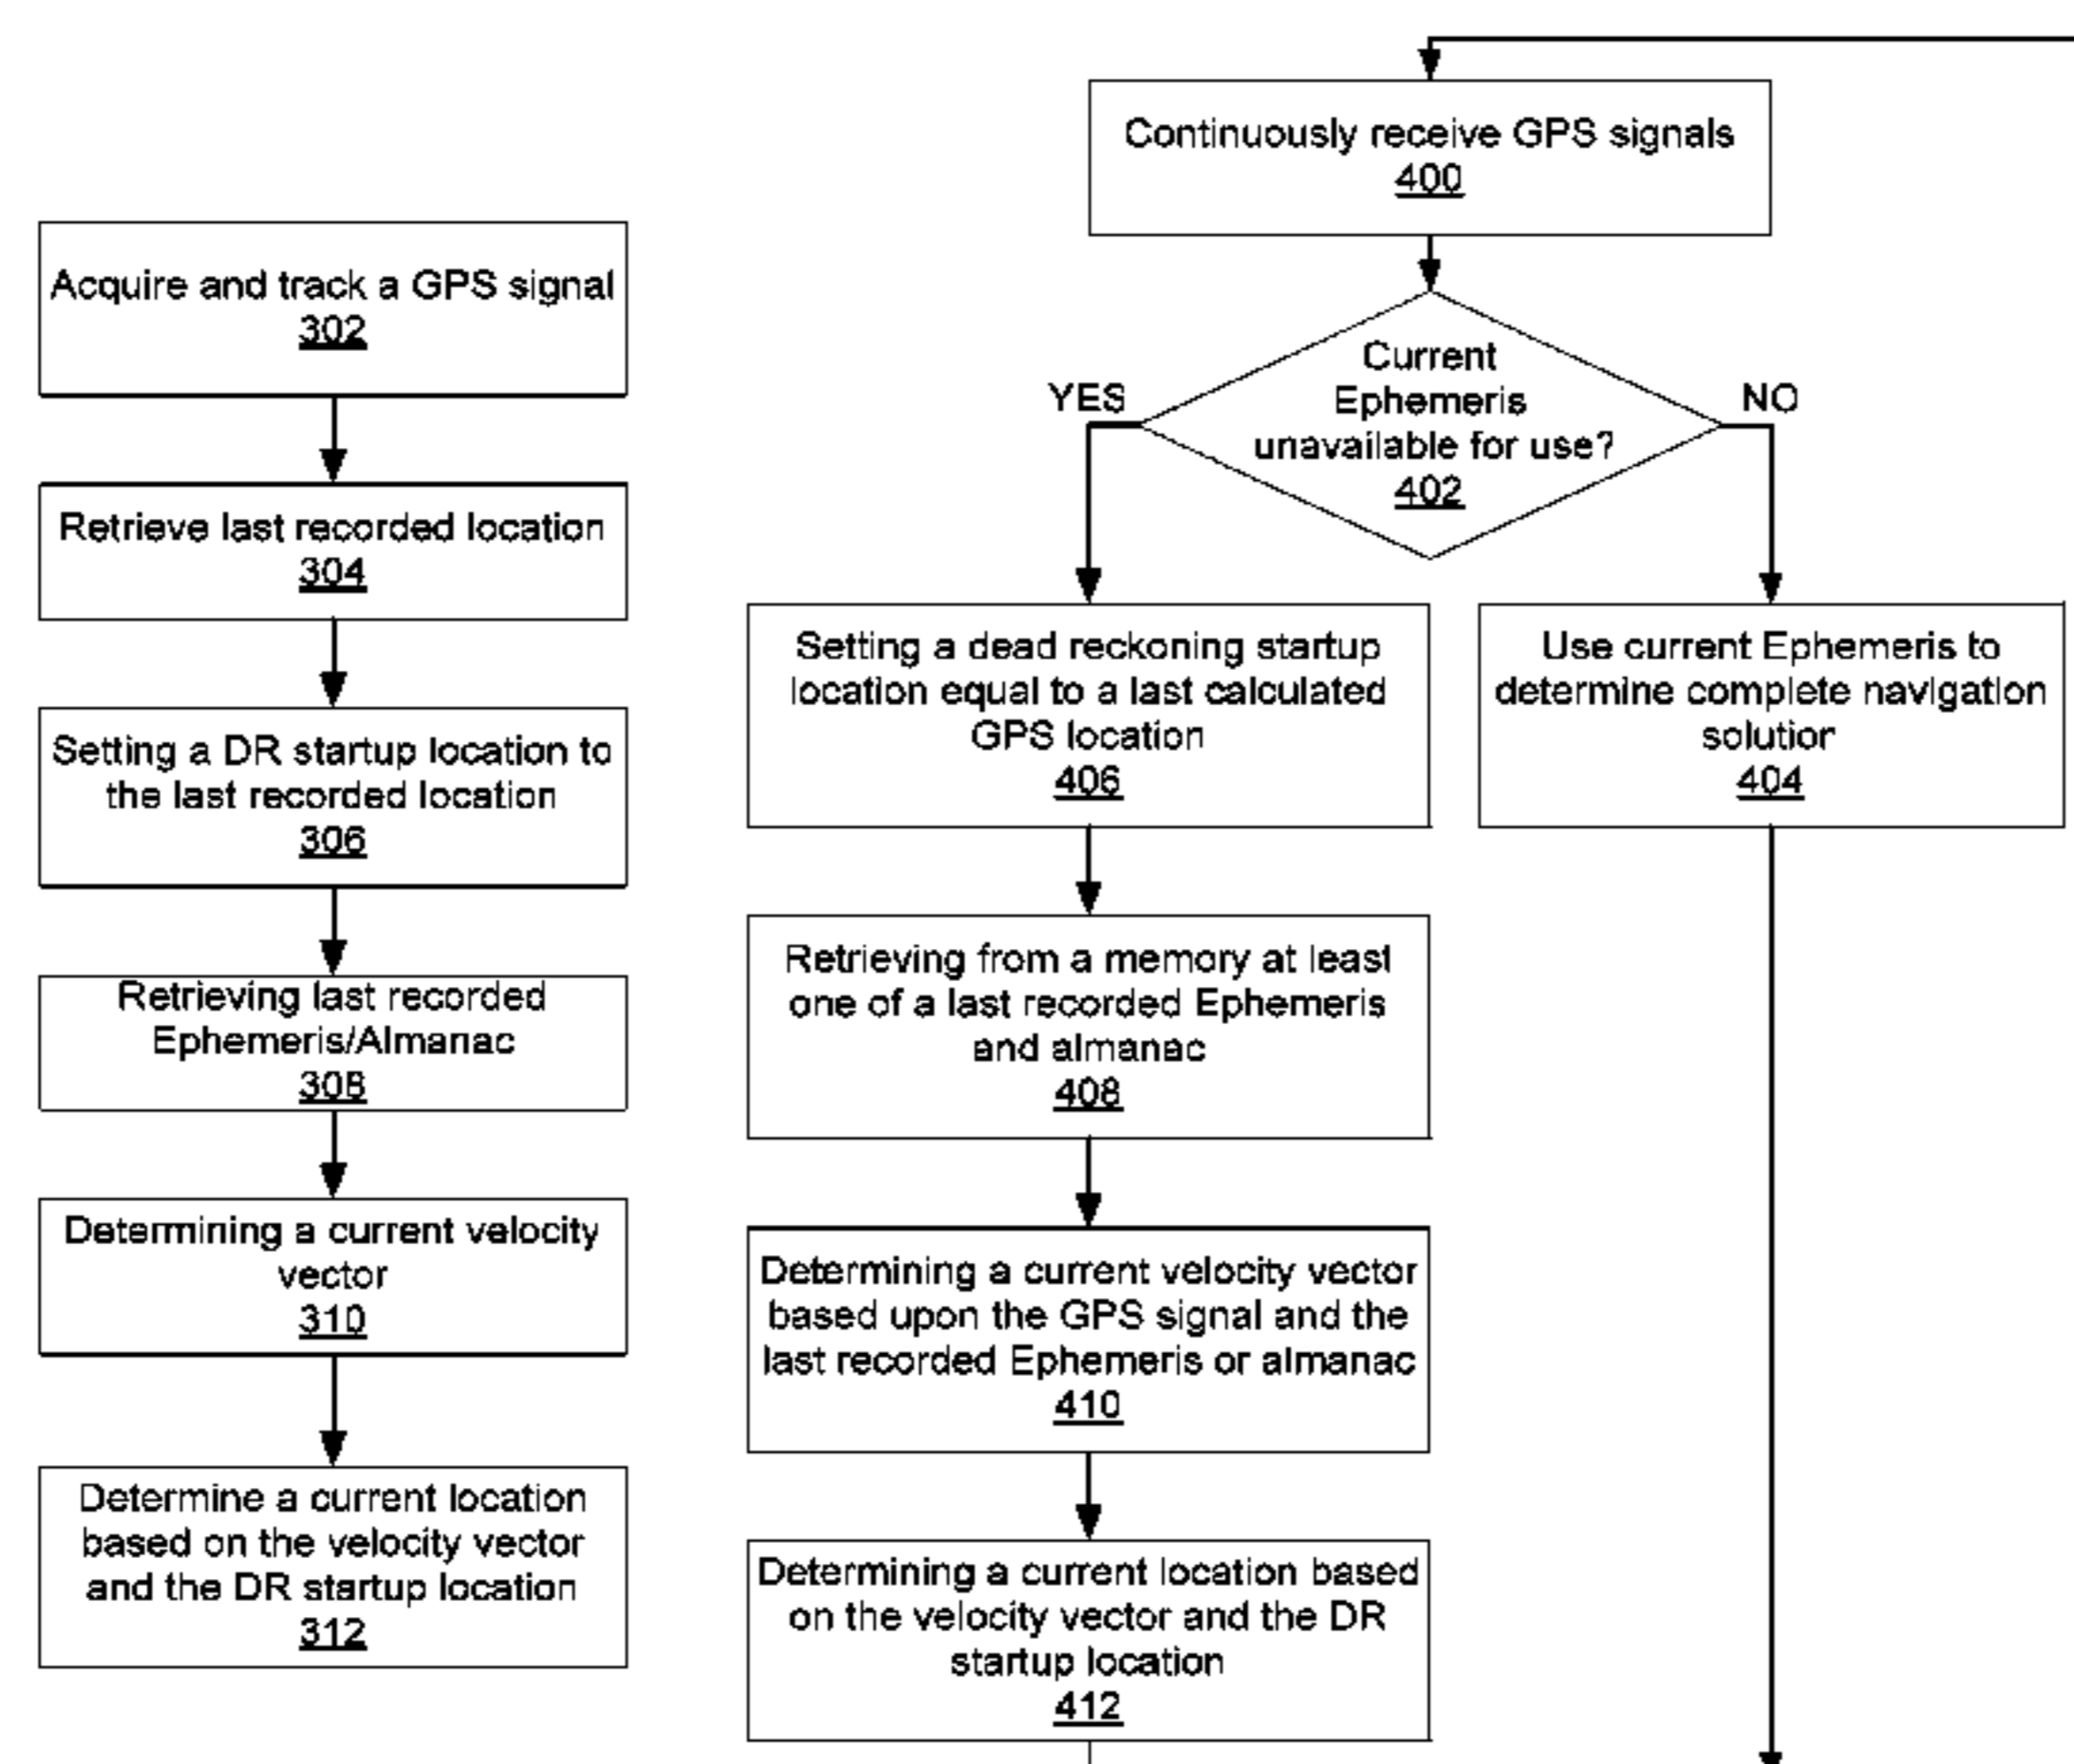 Acquire and track a GPS signal
302
Retrieve last recorded location
304
Setting a DR startup location to
the last recorded location
306
Retrieving last recorded
Ephemeris/Almanac
308
Determining a current velocity
vector
310
Determine a current location
based on the velocity vector
and the DR startup location
312
Continuously receive GPS signals
400
Current
Ephemeris
unavailable for use?
402
YES
NO
Setting a dead reckoning startup
location equal to a last calculated
GPS location
406
Use current Ephemeris to
determine complete navigation
solution
404
Retrieving from a memory at least
one of a last recorded Ephemeris
and almanac
408
Determining a current velocity vector
based upon the GPS signal and the
last recorded Ephemeris or almanac
410
Determining a current location based
on the velocity vector and the DR
startup location
412